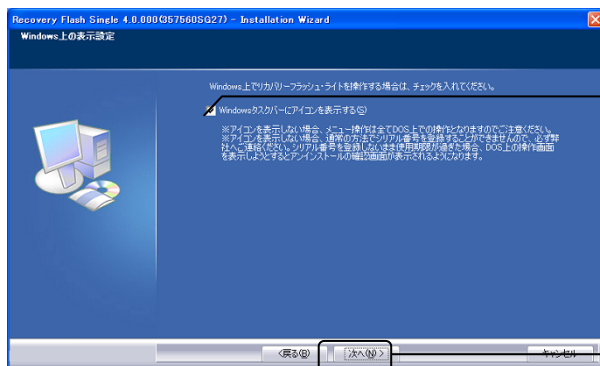 Recovery Flash Single 4.0.000(357560SQ27) - Installation Wizard
Windows上の表示設定
Windows上でリカバリーフラッシュ・ライトを操作する場合は、チェックを入れてください。
Windowsタスクバーにアイコンを表示する(S)
※アイコンを表示しない場合、メニュー操作は全てDOS上での操作となりますのでご注意ください。
※アイコンを表示しない場合、通常の方法でシリアル番号を登録することができませんので、必ず弊
社へご連絡ください。シリアル番号を登録しないまま使用期限が過ぎた場合、DOS上の操作画面
を表示しようとするとアンインストールの確認画面が表示されるようになります。
<戻る(B)
次へ(N) >
キャンセル